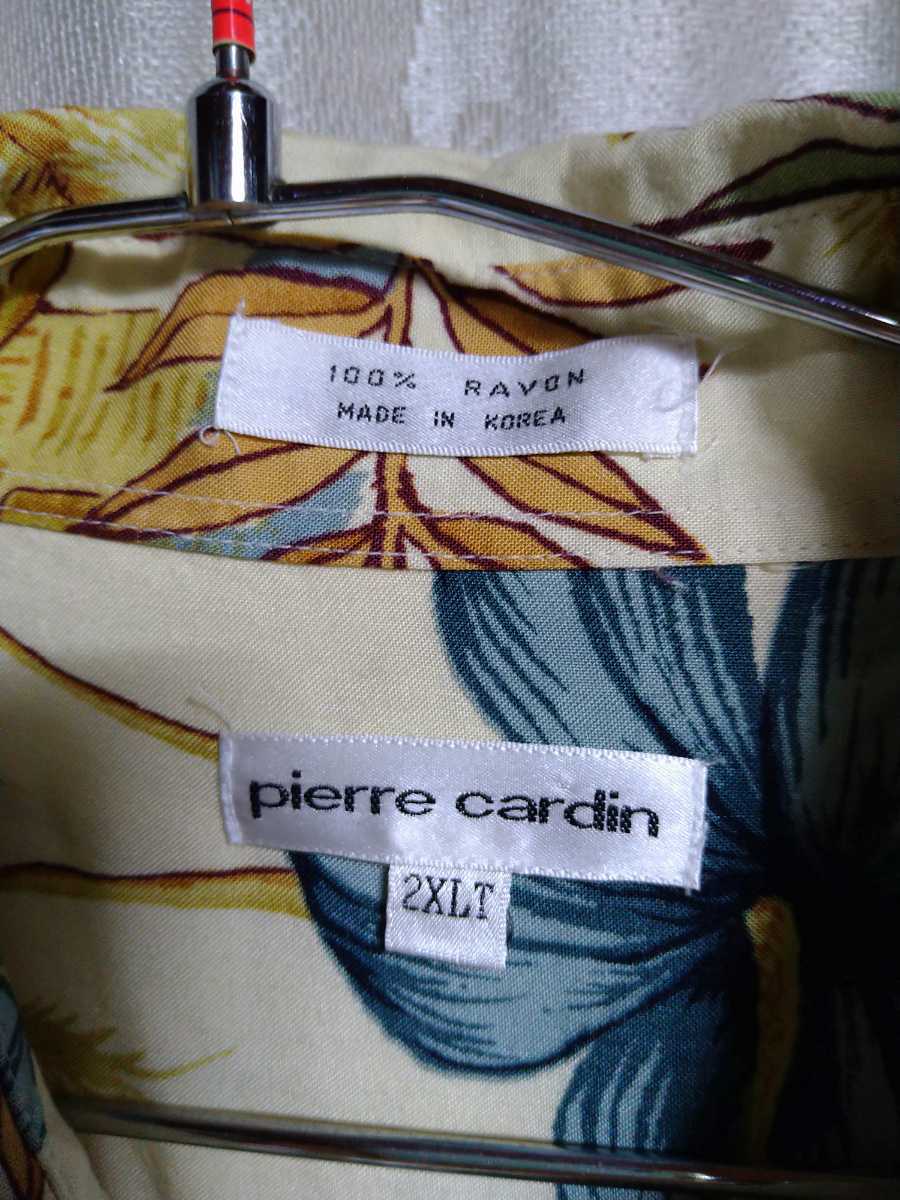 100% RAYON
MADE IN KOREA
pierre cardin
2XLT